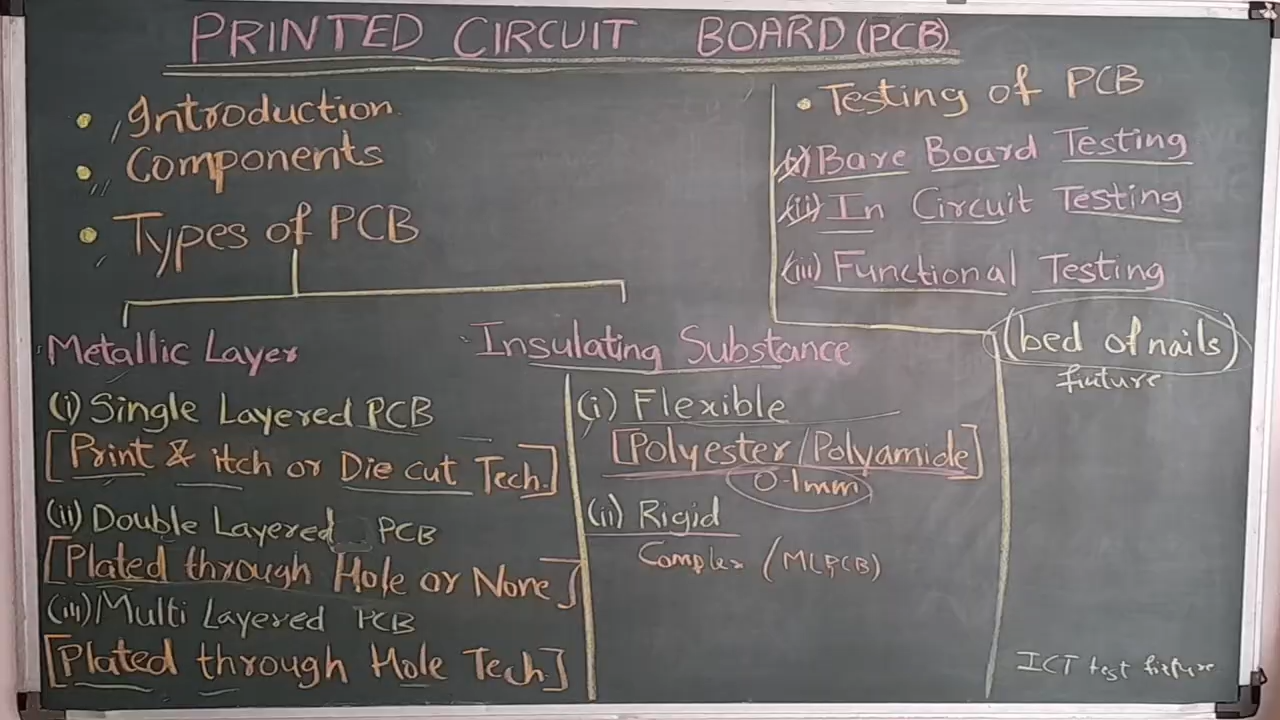 PRINTED CIRCUIT BOARD (PCB)
• Introduction
• Components
• Types of PCB
Metallic Layer
(i) Single Layered PCB
[Print & itch or Die cut Tech.]
(ii) Double Layered PCB
[Plated through Hole or None]
(iii) Multi Layered PCB
[Plated through Hole Tech.]
Insulating Substance
(i) Flexible
[Polyester/Polyamide]
0.1mm
(ii) Rigid
Complex (MLPCB)
• Testing of PCB
(i) Bare Board Testing
(ii) In Circuit Testing
(iii) Functional Testing
(bed of nails)
fixture
ICT test fixture